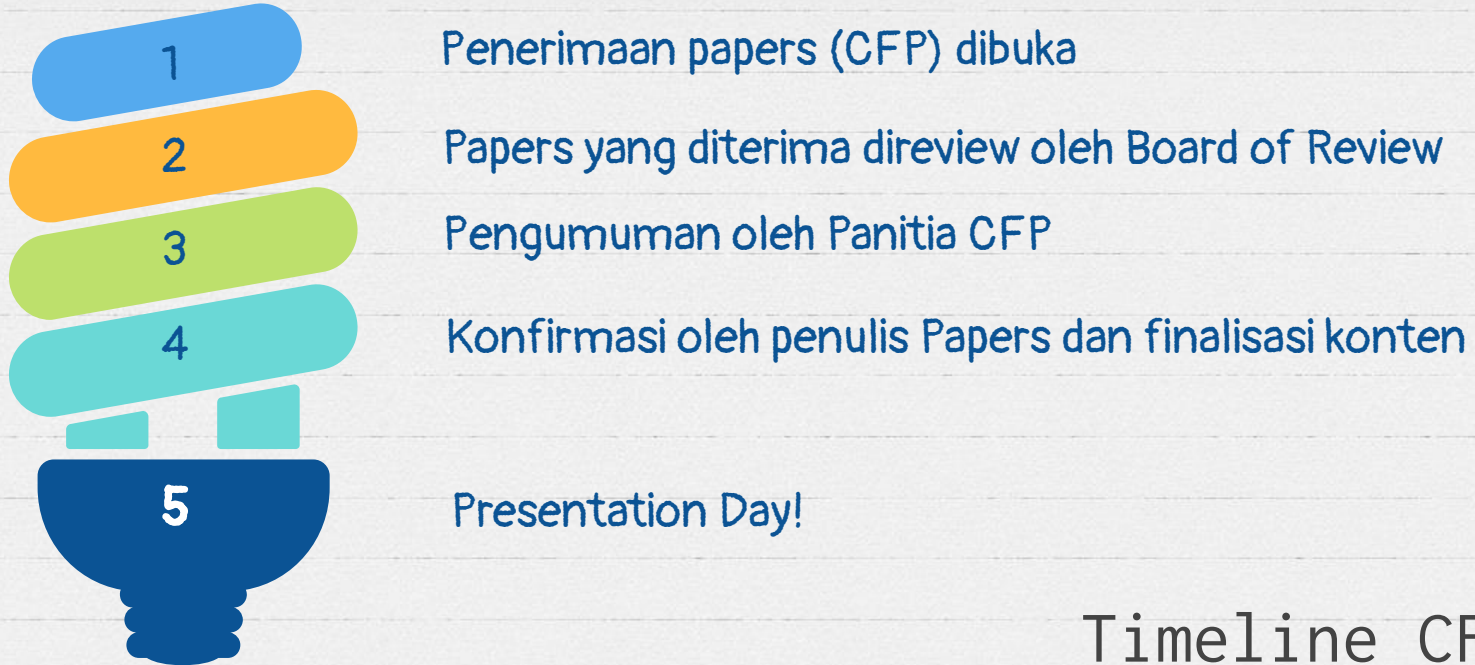 1
Penerimaan papers (CFP) dibuka
2
Papers yang diterima direview oleh Board of Review
3
Pengumuman oleh Panitia CFP
4
Konfirmasi oleh penulis Papers dan finalisasi konten
5
Presentation Day!
Timeline